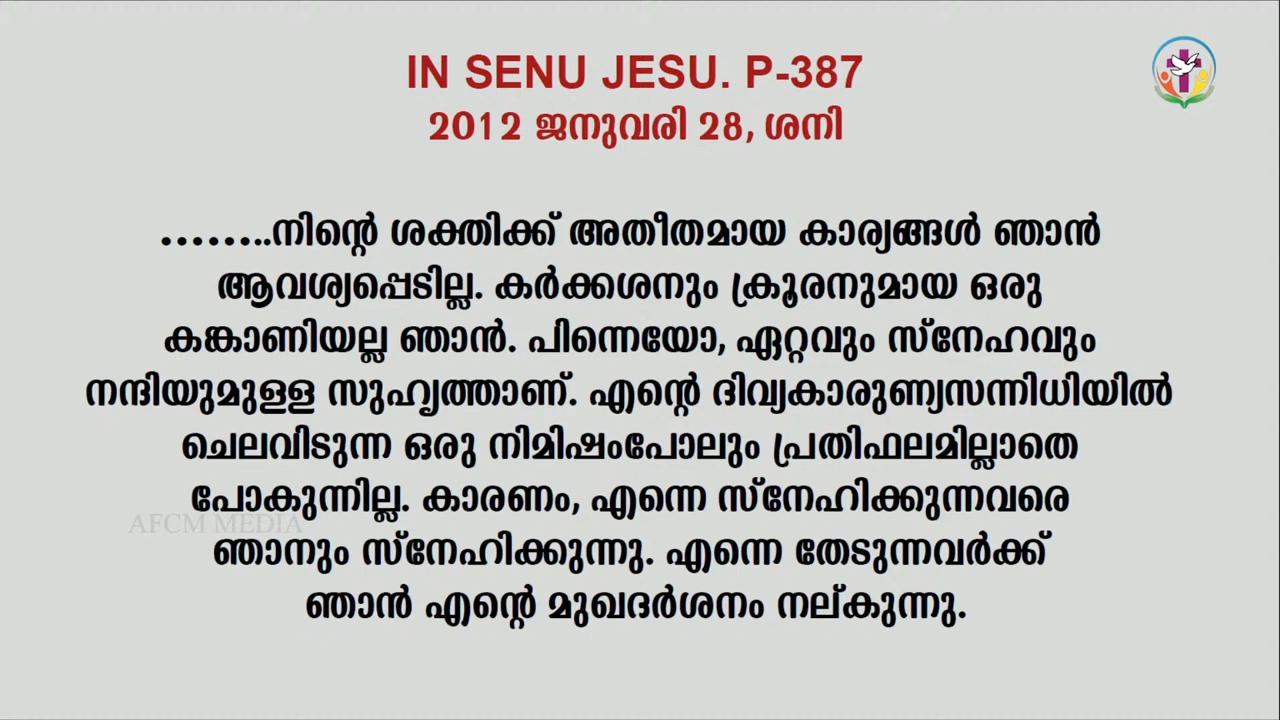 IN SENU JESU. P-387
2012 ജനുവരി 28, ശനി
........നിന്റെ ശക്തിക്ക് അതീതമായ കാര്യങ്ങൾ ഞാൻ
ആവശ്യപ്പെടില്ല. കർക്കശനും ക്രൂരനുമായ ഒരു
കങ്കാണിയല്ല ഞാൻ. പിന്നെയോ, ഏറ്റവും സ്നേഹവും
നന്ദിയുമുളള സുഹൃത്താണ്. എന്റെ ദിവ്യകാരുണ്യസന്നിധിയിൽ
ചെലവിടുന്ന ഒരു നിമിഷംപോലും പ്രതിഫലമില്ലാതെ
പോകുന്നില്ല. കാരണം, എന്നെ സ്നേഹിക്കുന്നവരെ
AFCM MEDIA
ഞാനും സ്നേഹിക്കുന്നു. എന്നെ തേടുന്നവർക്ക്
ഞാൻ എന്റെ മുഖദർശനം നല്കുന്നു.